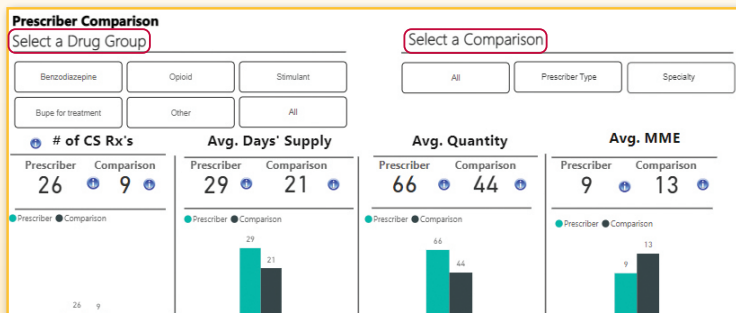 Prescriber Comparison
Select a Drug Group
Select a Comparison
Benzodiazepine
Opioid
Stimulant
All
Prescriber Type
Specialty
Bupe for treatment
Other
All
# of CS Rx's
Avg. Days' Supply
Avg. Quantity
Avg. MME
Prescriber Comparison
26 9
Prescriber Comparison
29 21
Prescriber Comparison
66 44
Prescriber Comparison
9 13
Prescriber Comparison
26 9
Prescriber Comparison
29
21
Prescriber Comparison
66
44
Prescriber Comparison
9
13